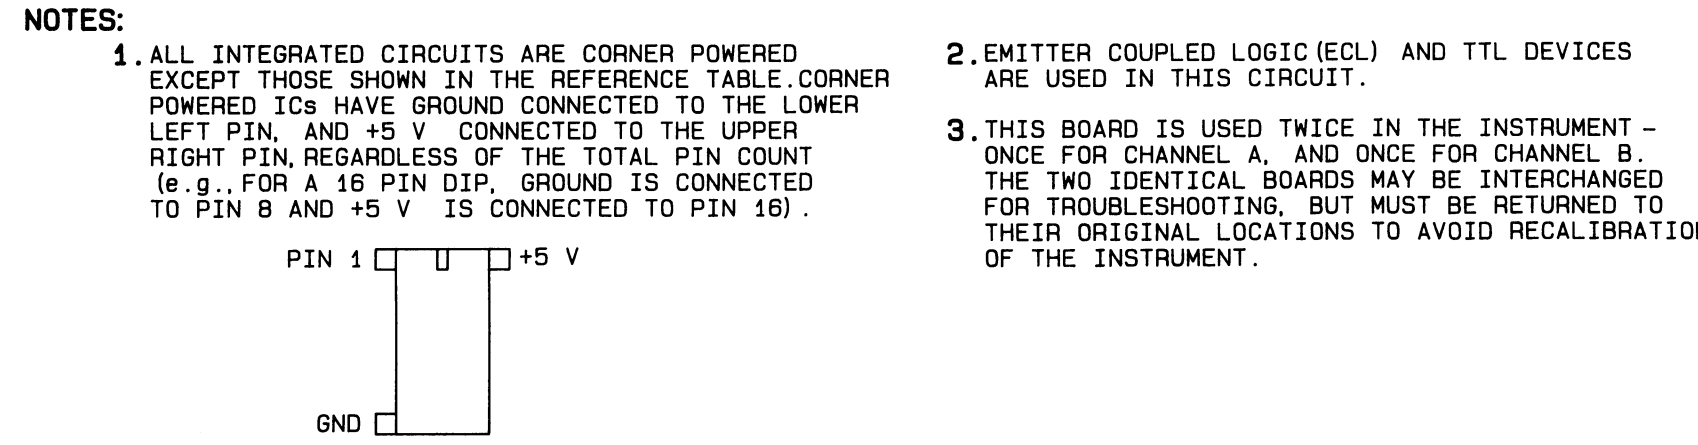 NOTES:
1. ALL INTEGRATED CIRCUITS ARE CORNER POWERED
EXCEPT THOSE SHOWN IN THE REFERENCE TABLE. CORNER
POWERED ICs HAVE GROUND CONNECTED TO THE LOWER
LEFT PIN, AND +5 V CONNECTED TO THE UPPER
RIGHT PIN, REGARDLESS OF THE TOTAL PIN COUNT
(e.g., FOR A 16 PIN DIP, GROUND IS CONNECTED
TO PIN 8 AND +5 V IS CONNECTED TO PIN 16).
PIN 1
+5 V
GND
2. EMITTER COUPLED LOGIC (ECL) AND TTL DEVICES
ARE USED IN THIS CIRCUIT.
3. THIS BOARD IS USED TWICE IN THE INSTRUMENT –
ONCE FOR CHANNEL A, AND ONCE FOR CHANNEL B.
THE TWO IDENTICAL BOARDS MAY BE INTERCHANGED
FOR TROUBLESHOOTING, BUT MUST BE RETURNED TO
THEIR ORIGINAL LOCATIONS TO AVOID RECALIBRATIO
OF THE INSTRUMENT.